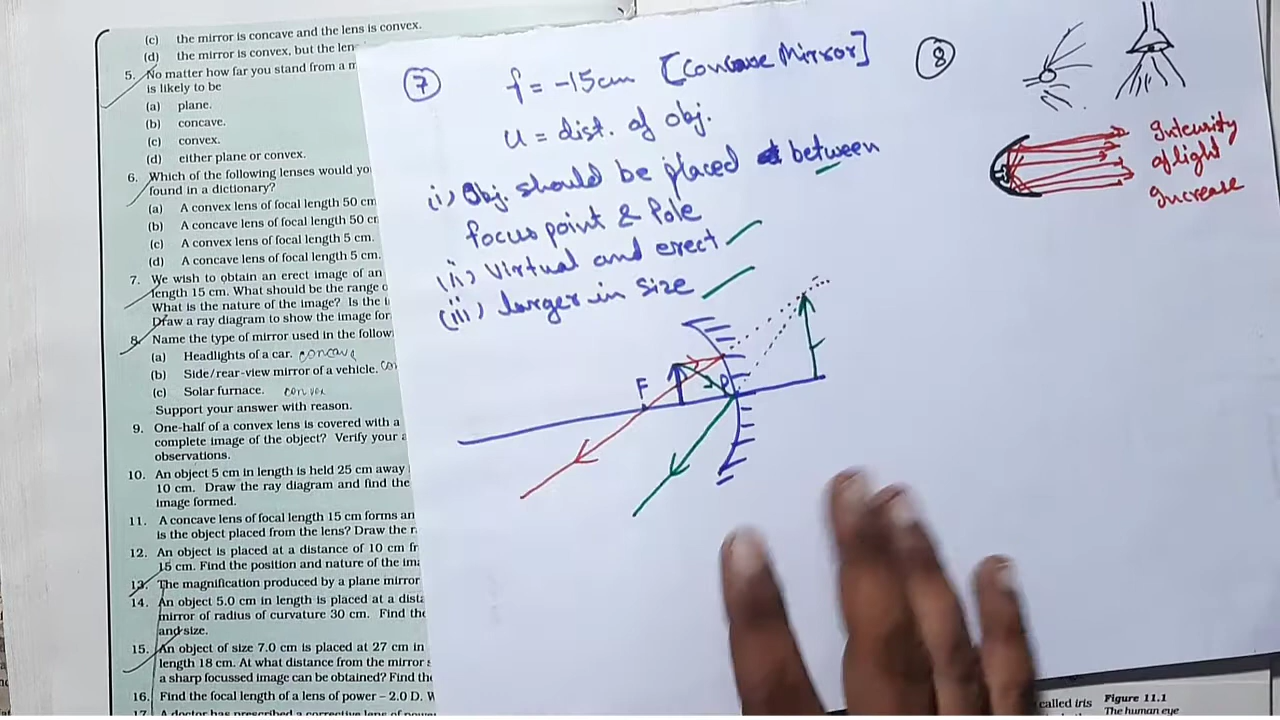 (c) the mirror is concave and the lens is convex.
(d) the mirror is convex, but the len
5. No matter how far you stand from a m
is likely to be
(a) plane.
(b) concave.
(c) convex.
(d) either plane or convex.
6. Which of the following lenses would yo
found in a dictionary?
(a) A convex lens of focal length 50 cm
(b) A concave lens of focal length 50 cm
(c) A convex lens of focal length 5 cm.
(d) A concave lens of focal length 5 cm.
7. We wish to obtain an erect image of an
length 15 cm. What should be the range o
What is the nature of the image? Is the i
Draw a ray diagram to show the image for
8. Name the type of mirror used in the follow
(a) Headlights of a car. concave
(b) Side/rear-view mirror of a vehicle. con
(c) Solar furnace. convex
Support your answer with reason.
9. One-half of a convex lens is covered with a
complete image of the object? Verify your a
observations.
10. An object 5 cm in length is held 25 cm away
10 cm. Draw the ray diagram and find the
image formed.
11. A concave lens of focal length 15 cm forms an
is the object placed from the lens? Draw the r
12. An object is placed at a distance of 10 cm fr
15 cm. Find the position and nature of the ima
13. The magnification produced by a plane mirror
14. An object 5.0 cm in length is placed at a dista
mirror of radius of curvature 30 cm. Find the
and size.
15. An object of size 7.0 cm is placed at 27 cm in
length 18 cm. At what distance from the mirror s
a sharp focussed image can be obtained? Find the
16. Find the focal length of a lens of power – 2.0 D. W
17. A doctor has prescribed a corrective lens of power
7 f = -15cm [Concave Mirror]
u = dist. of obj.
(i) Obj. should be placed between
focus point & Pole
(ii) virtual and erect
(iii) larger in size
F
P
8
Intensity
of light
Increase
called iris
Figure 11.1
The human eye